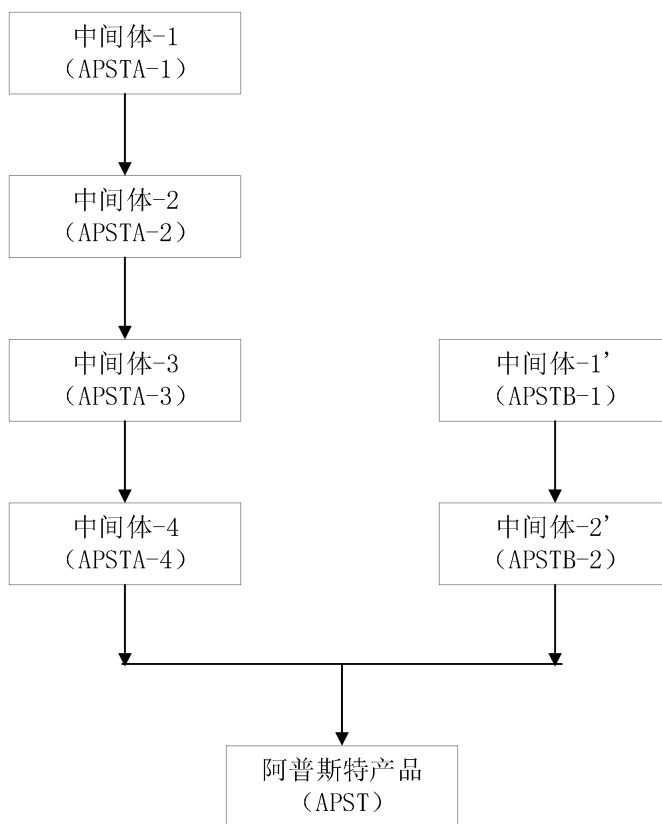 中间体-1
（APSTA-1）
中间体-2
（APSTA-2）
中间体-3
（APSTA-3）
中间体-1’
（APSTB-1）
中间体-4
（APSTA-4）
中间体-2’
（APSTB-2）
阿普斯特产品
（APST）